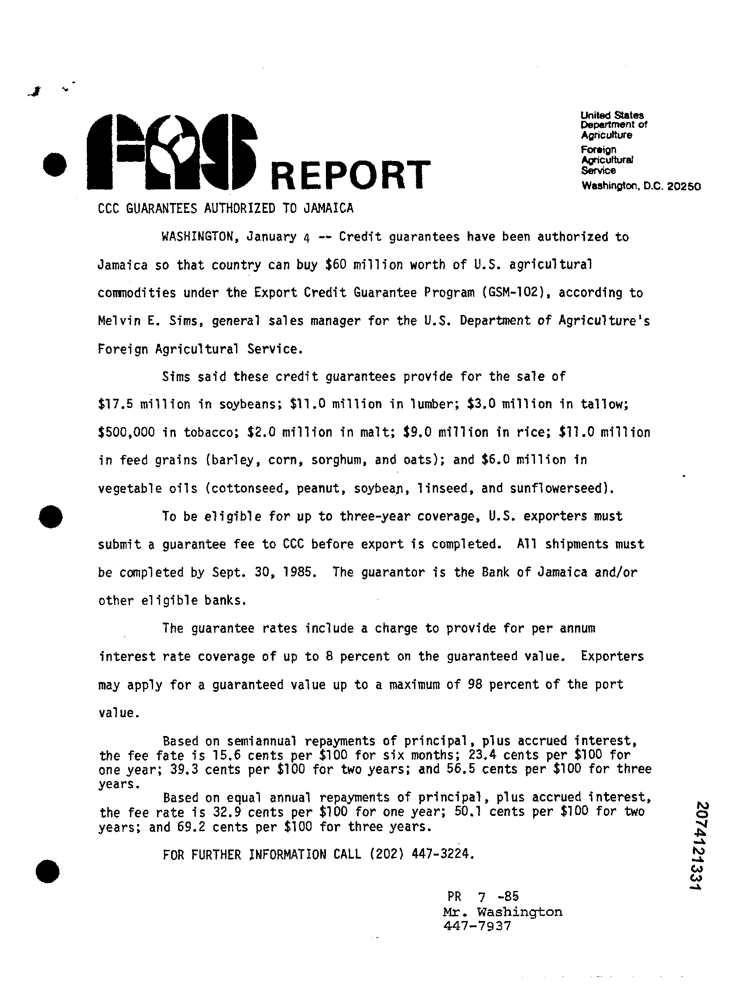 United States
Department of
Agriculture
Foreign
Agricultural
Service
Washington, D.C. 20250
FAS REPORT
CCC GUARANTEES AUTHORIZED TO JAMAICA
WASHINGTON, January 4 -- Credit guarantees have been authorized to
Jamaica so that country can buy $60 million worth of U.S. agricultural
commodities under the Export Credit Guarantee Program (GSM-102), according to
Melvin E. Sims, general sales manager for the U.S. Department of Agriculture's
Foreign Agricultural Service.
Sims said these credit guarantees provide for the sale of
$17.5 million in soybeans; $11.0 million in lumber; $3.0 million in tallow;
$500,000 in tobacco; $2.0 million in malt; $9.0 million in rice; $11.0 million
in feed grains (barley, corn, sorghum, and oats); and $6.0 million in
vegetable oils (cottonseed, peanut, soybean, linseed, and sunflowerseed).
To be eligible for up to three-year coverage, U.S. exporters must
submit a guarantee fee to CCC before export is completed. All shipments must
be completed by Sept. 30, 1985. The guarantor is the Bank of Jamaica and/or
other eligible banks.
The guarantee rates include a charge to provide for per annum
interest rate coverage of up to 8 percent on the guaranteed value. Exporters
may apply for a guaranteed value up to a maximum of 98 percent of the port
value.
Based on semiannual repayments of principal, plus accrued interest,
the fee fate is 15.6 cents per $100 for six months; 23.4 cents per $100 for
one year; 39.3 cents per $100 for two years; and 56.5 cents per $100 for three
years.
Based on equal annual repayments of principal, plus accrued interest,
the fee rate is 32.9 cents per $100 for one year; 50.1 cents per $100 for two
years; and 69.2 cents per $100 for three years.
FOR FURTHER INFORMATION CALL (202) 447-3224.
PR 7 -85
Mr. Washington
447-7937
2074121331